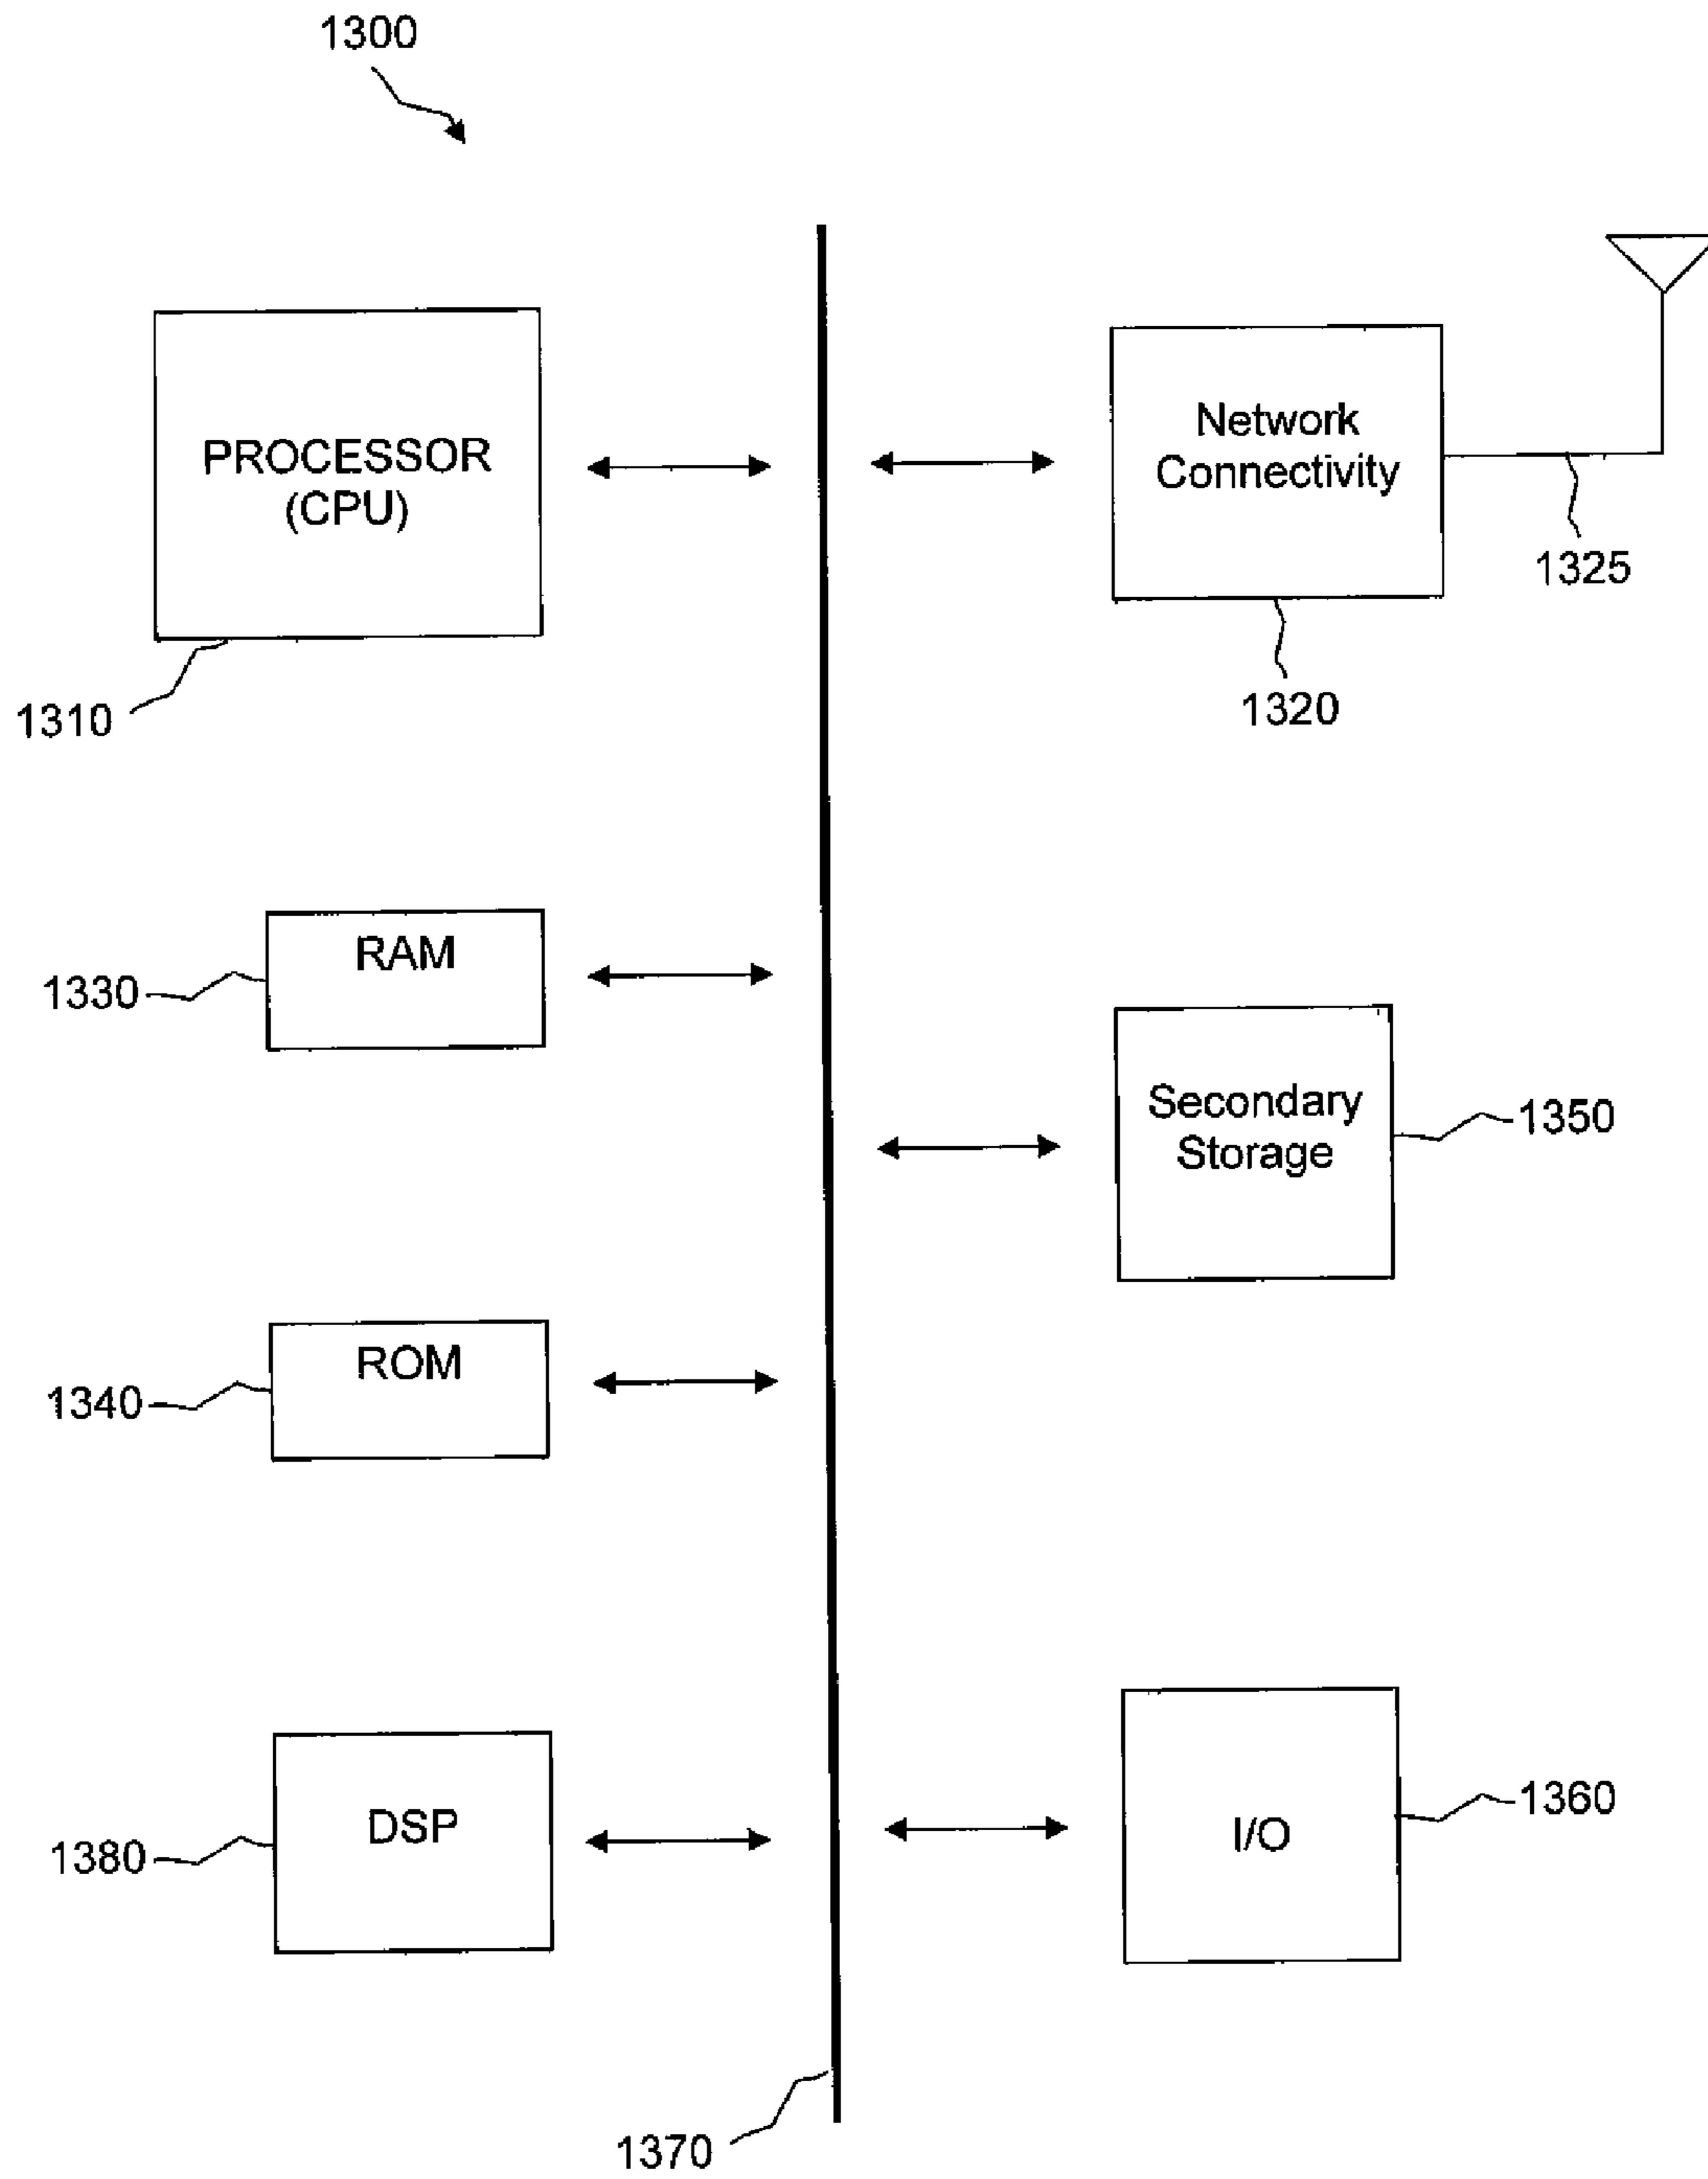 1300
PROCESSOR
(CPU)
Network
Connectivity
1325
1310
1320
RAM
1330
Secondary
Storage
1350
ROM
1340
DSP
1380
I/O
1360
1370